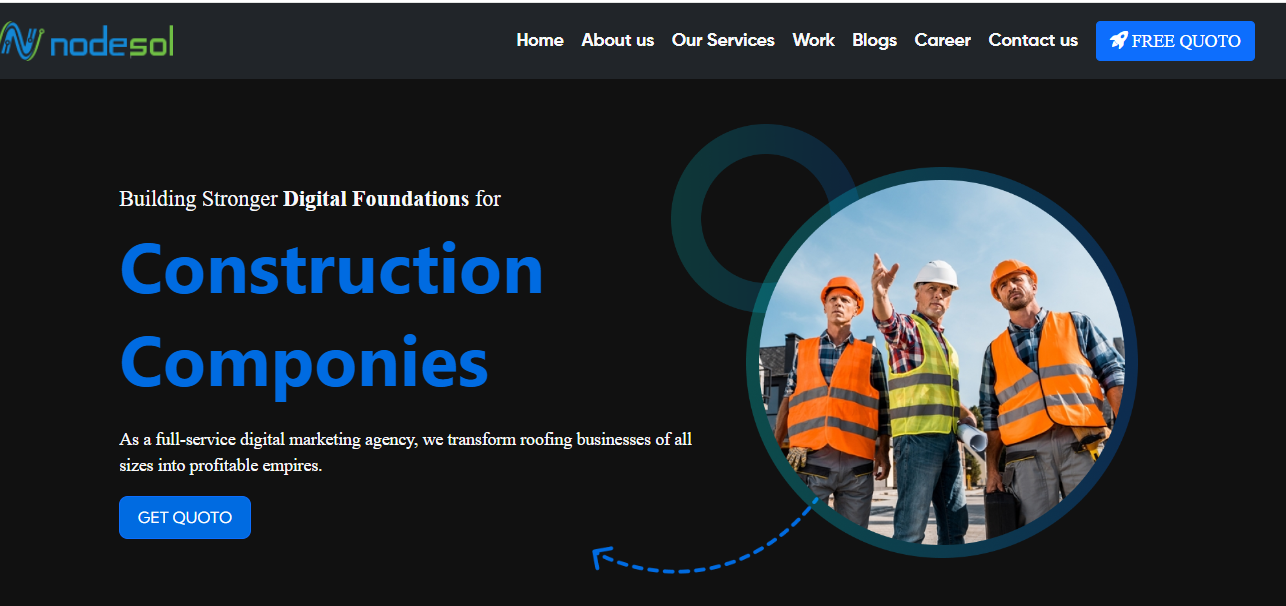 nodesol
Home About us Our Services Work Blogs Career Contact us FREE QUOTO
Building Stronger Digital Foundations for
Construction
Componies
As a full-service digital marketing agency, we transform roofing businesses of all
sizes into profitable empires.
GET QUOTO